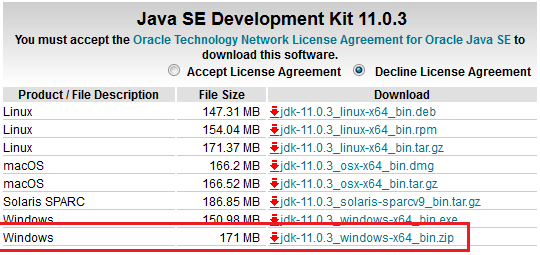 Java SE Development Kit 11.0.3
You must accept the Oracle Technology Network License Agreement for Oracle Java SE to
download this software.
Accept License Agreement Decline License Agreement
Product / File Description File Size Download
Linux 147.31 MB jdk-11.0.3_linux-x64_bin.deb
Linux 154.04 MB jdk-11.0.3_linux-x64_bin.rpm
Linux 171.37 MB jdk-11.0.3_linux-x64_bin.tar.gz
macOS 166.2 MB jdk-11.0.3_osx-x64_bin.dmg
macOS 166.52 MB jdk-11.0.3_osx-x64_bin.tar.gz
Solaris SPARC 186.85 MB jdk-11.0.3_solaris-sparcv9_bin.tar.gz
Windows 150.98 MB jdk-11.0.3_windows-x64_bin.exe
Windows 171 MB jdk-11.0.3_windows-x64_bin.zip